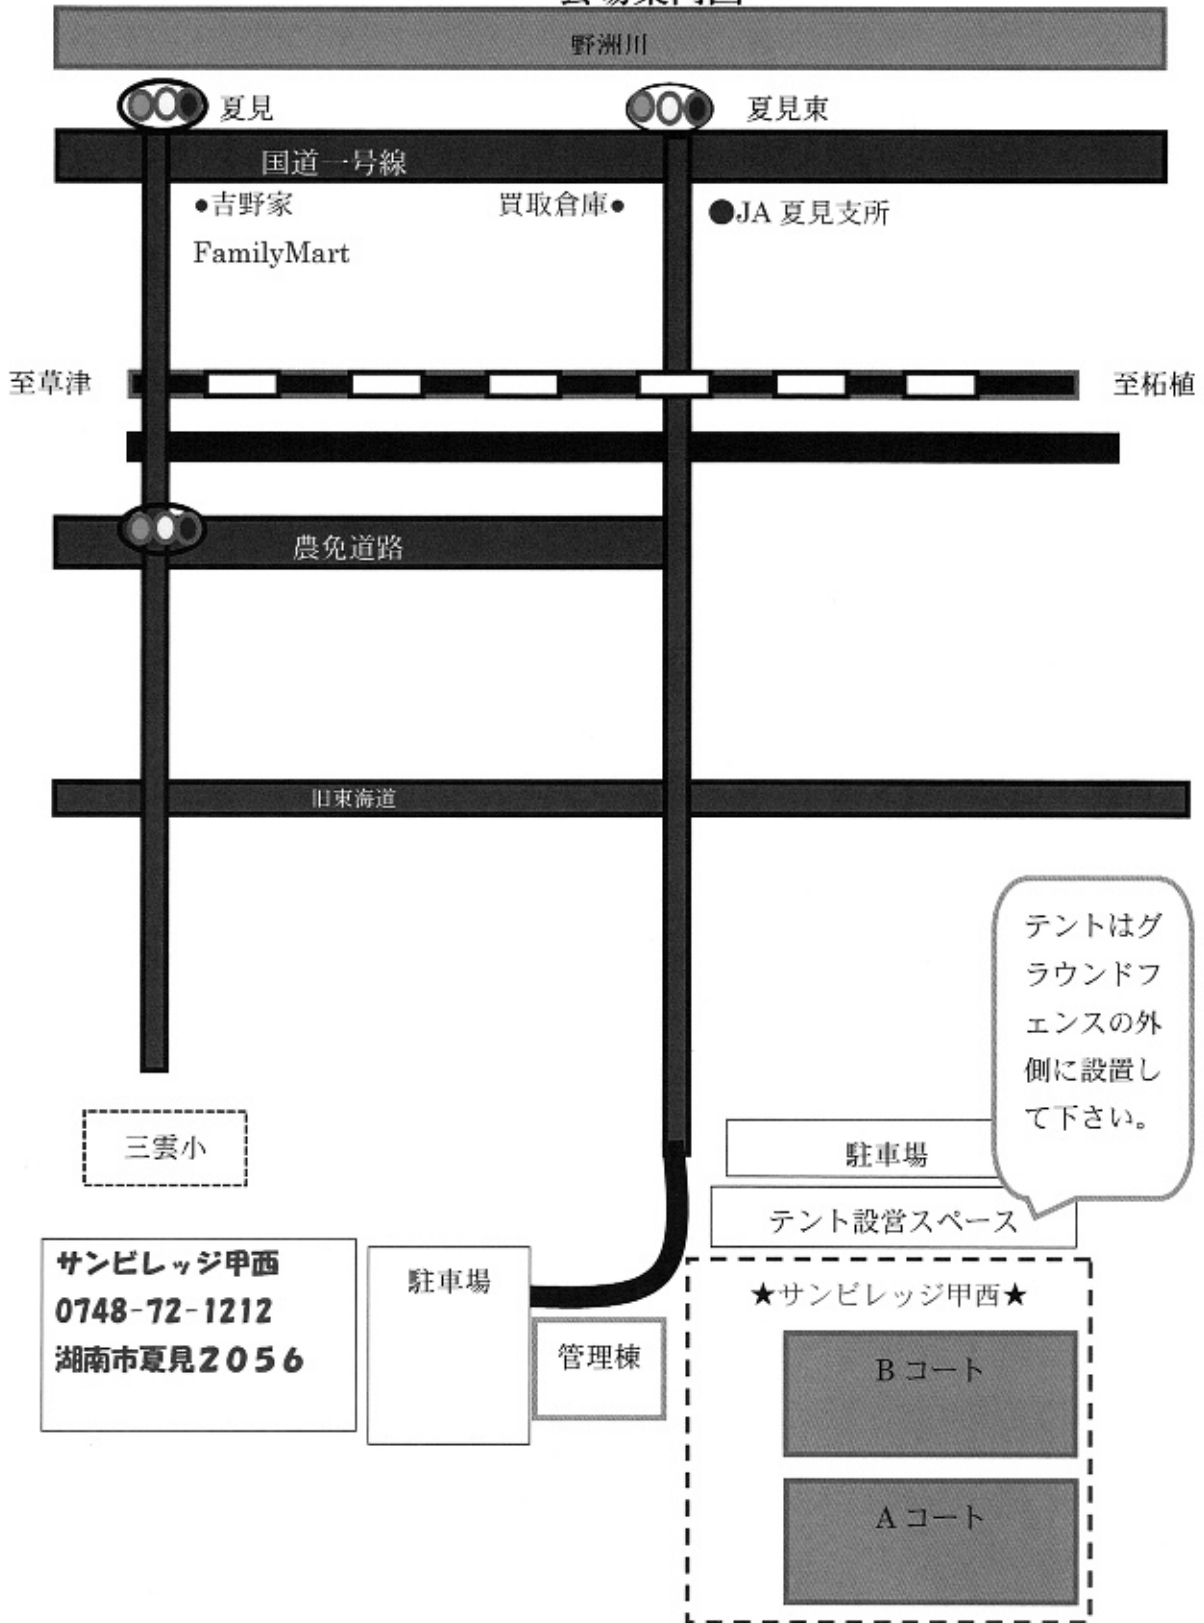 野洲川
夏見
夏見東
国道一号線
●吉野家
買取倉庫●
●JA 夏見支所
FamilyMart
至草津
至柘植
農免道路
旧東海道
テントはグ
ラウンドフ
ェンスの外
側に設置し
て下さい。
三雲小
駐車場
テント設営スペース
サンビレッジ甲西
0748-72-1212
湖南市夏見２０５６
駐車場
管理棟
★サンビレッジ甲西★
B コート
A コート